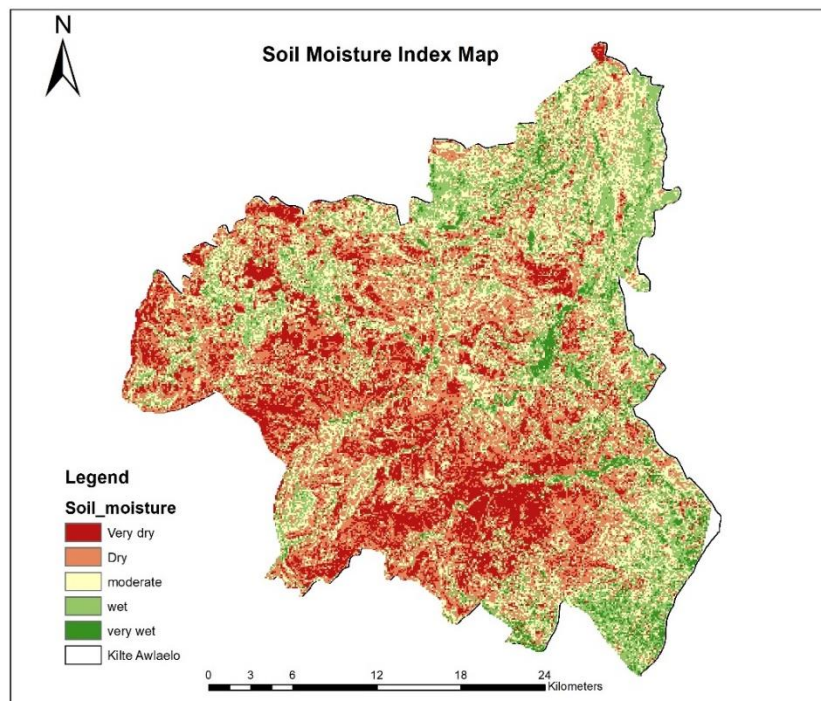 N
Soil Moisture Index Map
Legend
Soil_moisture
Very dry
Dry
moderate
wet
very wet
Kilte Awlaelo
0 3 6 12 18 24
Kilometers